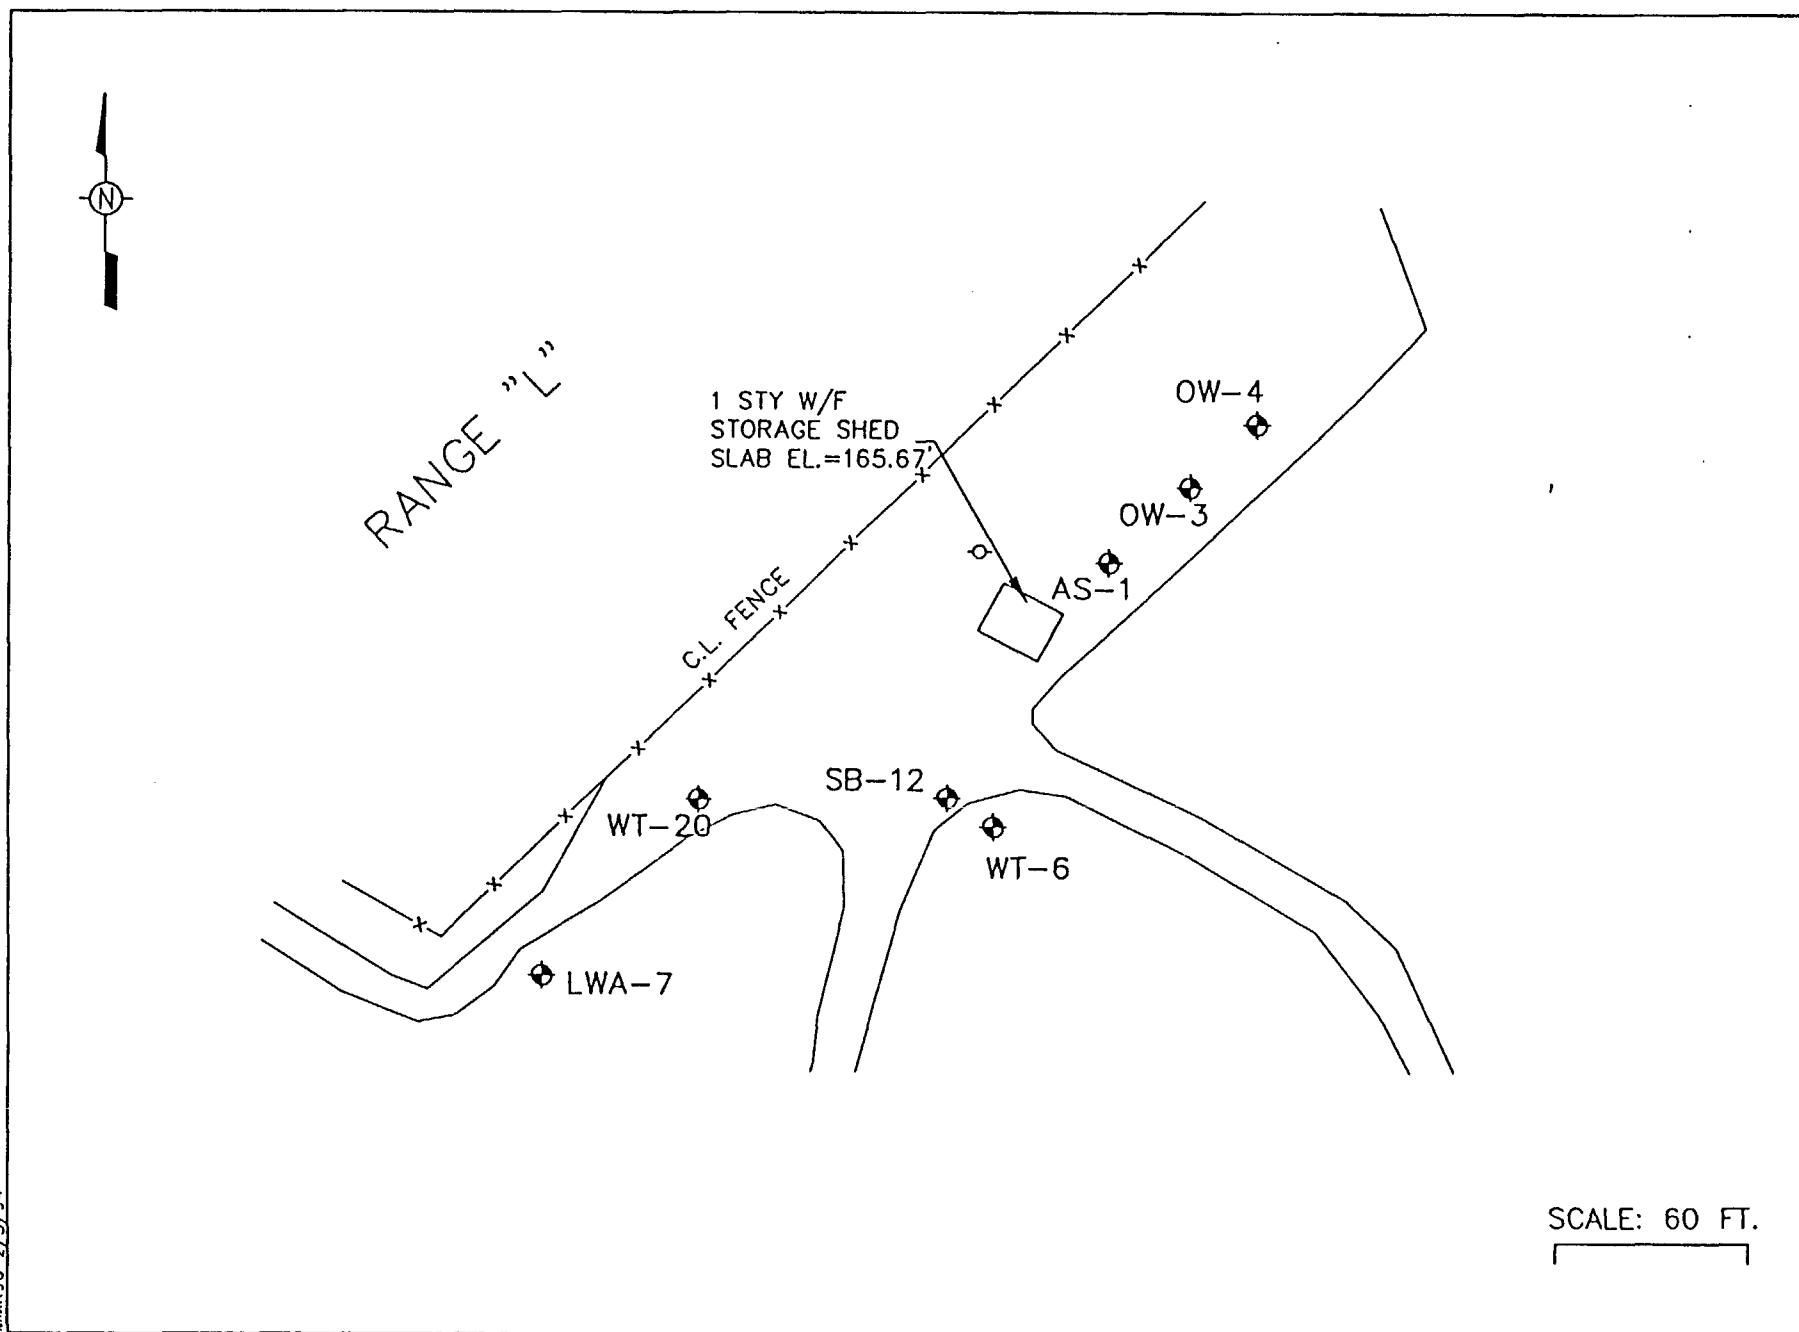 N
RANGE "L"
1 STY W/F
STORAGE SHED
SLAB EL.=165.67'
OW-4
OW-3
AS-1
C.L. FENCE
SB-12
WT-20
WT-6
LWA-7
SCALE: 60 FT.